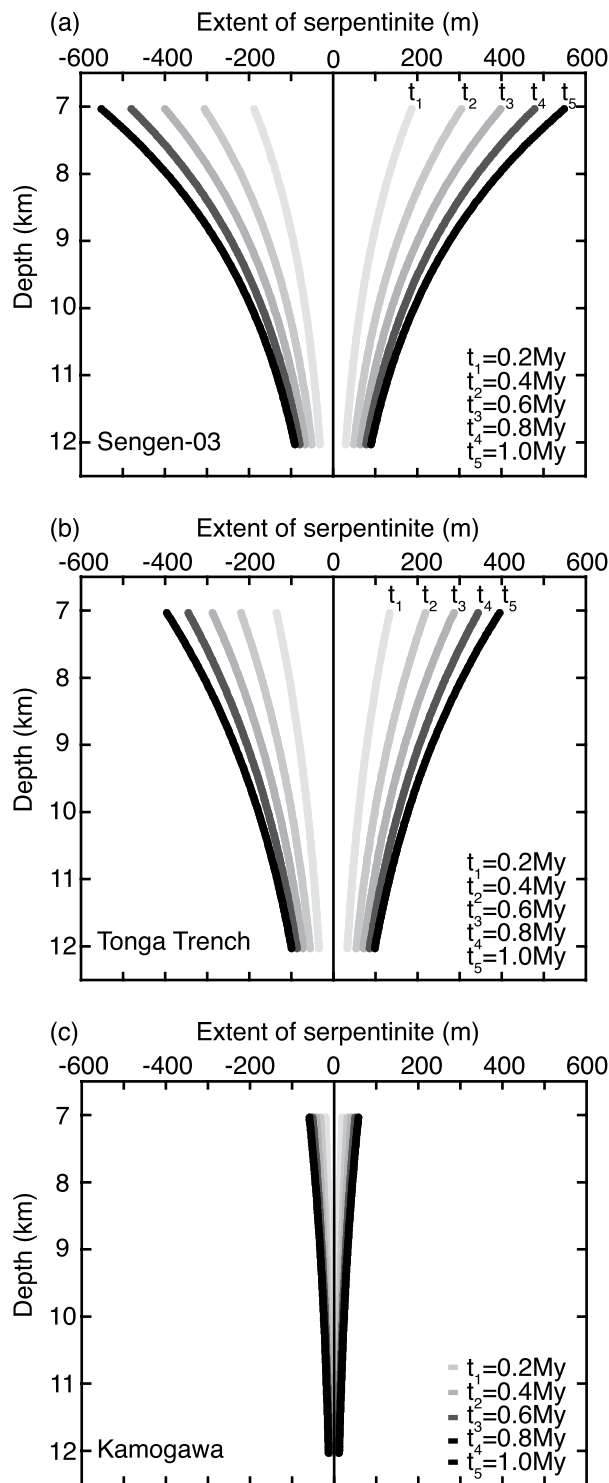 (a) Extent of serpentinite (m)
-600 -400 -200 0 200 400 600
t1 t2 t3 t4 t5
7
8
9
10
11
12
Depth (km)
t1=0.2My
t2=0.4My
t3=0.6My
t4=0.8My
t5=1.0My
Sengen-03
(b) Extent of serpentinite (m)
-600 -400 -200 0 200 400 600
t1 t2 t3 t4 t5
7
8
9
10
11
12
Depth (km)
t1=0.2My
t2=0.4My
t3=0.6My
t4=0.8My
t5=1.0My
Tonga Trench
(c) Extent of serpentinite (m)
-600 -400 -200 0 200 400 600
7
8
9
10
11
12
Depth (km)
t1=0.2My
t2=0.4My
t3=0.6My
t4=0.8My
t5=1.0My
Kamogawa